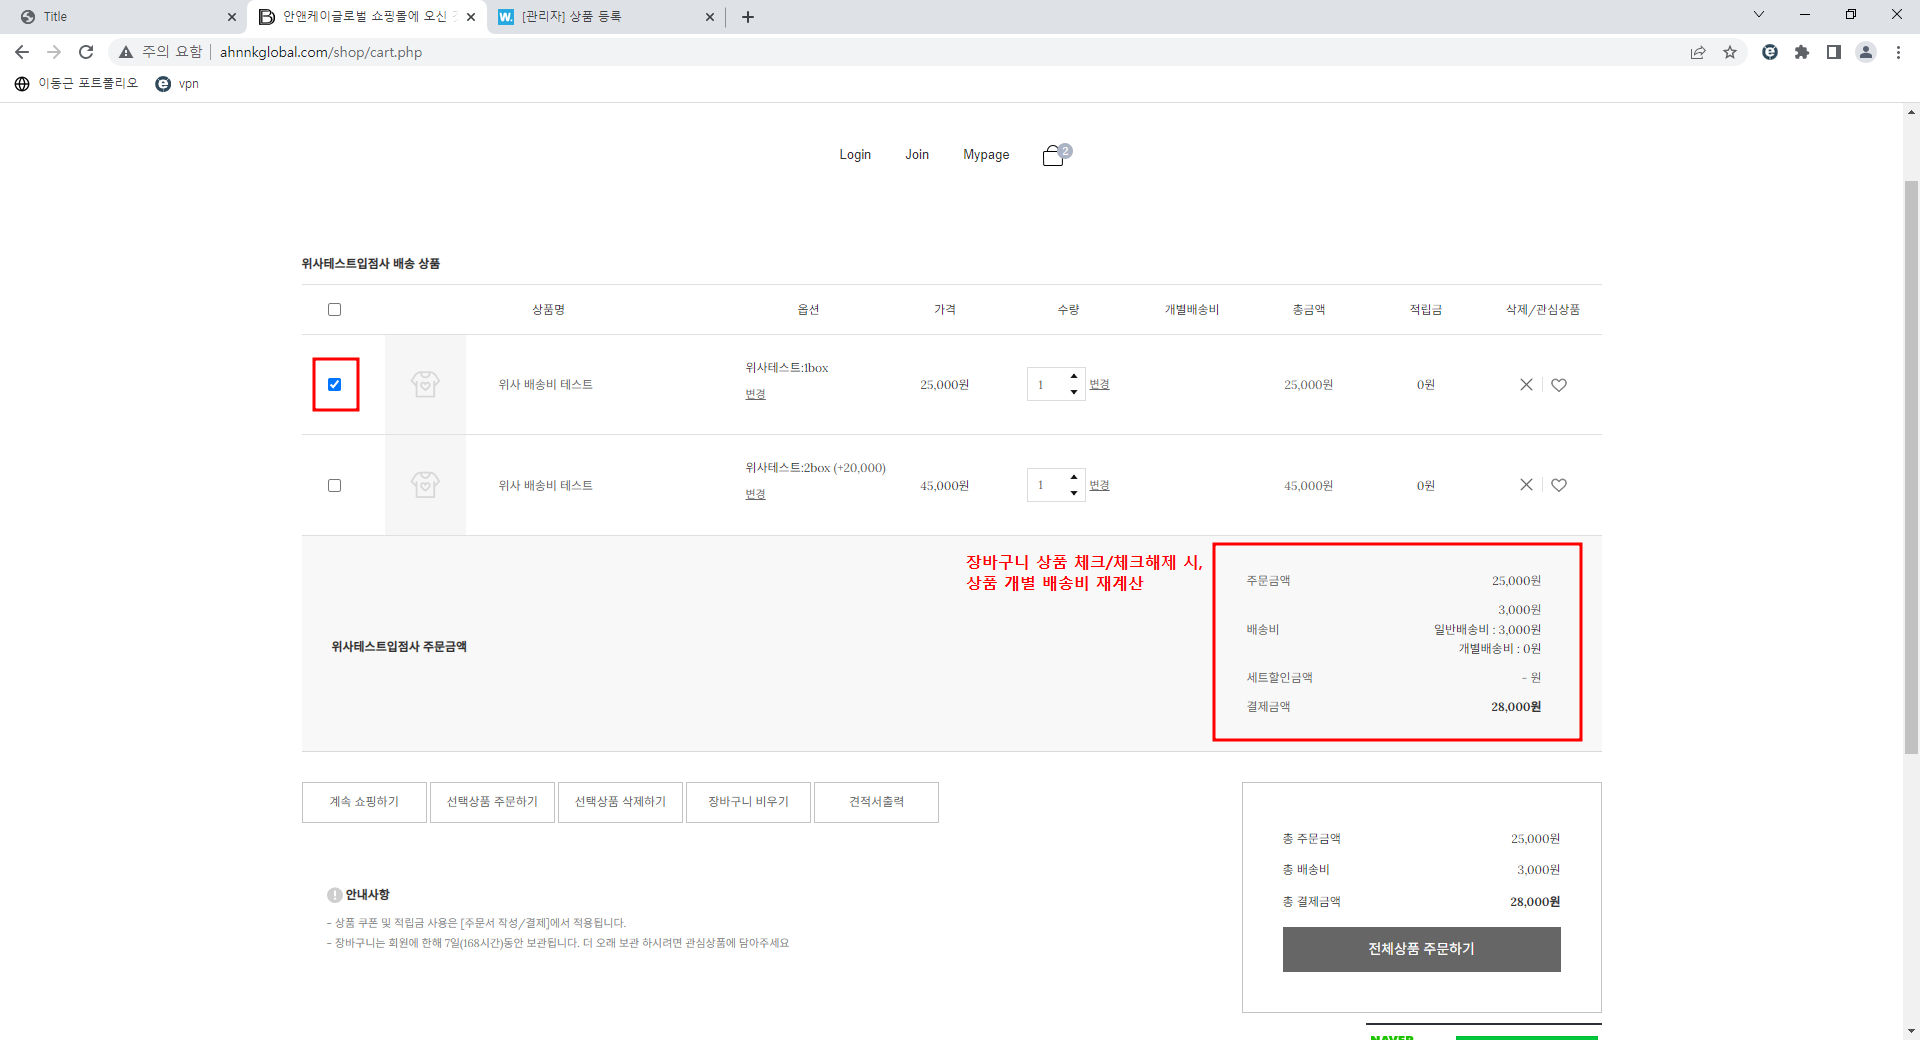 Title
안앤케이글로벌 쇼핑몰에 오신
[관리자] 상품 등록
주의 요함
ahnnkglobal.com/shop/cart.php
이동근 포트폴리오
vpn
Login
Join
Mypage
2
위사테스트입점사 배송 상품
상품명 옵션 가격 수량 개별배송비 총금액 적립금 삭제/관심상품
위사테스트:1box
위사 배송비 테스트 25,000원 1 변경 25,000원 0원
변경
위사테스트:2box (+20,000)
위사 배송비 테스트 45,000원 1 변경 45,000원 0원
변경
장바구니 상품 체크/체크해제 시,
상품 개별 배송비 재계산
위사테스트입점사 주문금액
주문금액 25,000원
3,000원
배송비 일반배송비 : 3,000원
개별배송비 : 0원
세트할인금액 - 원
결제금액 28,000원
계속 쇼핑하기
선택상품 주문하기
선택상품 삭제하기
장바구니 비우기
견적서출력
총 주문금액 25,000원
총 배송비 3,000원
총 결제금액 28,000원
전체상품 주문하기
안내사항
- 상품 쿠폰 및 적립금 사용은 [주문서 작성/결제]에서 적용됩니다.
- 장바구니는 회원에 한해 7일(168시간)동안 보관됩니다. 더 오래 보관 하시려면 관심상품에 담아주세요
NAVER